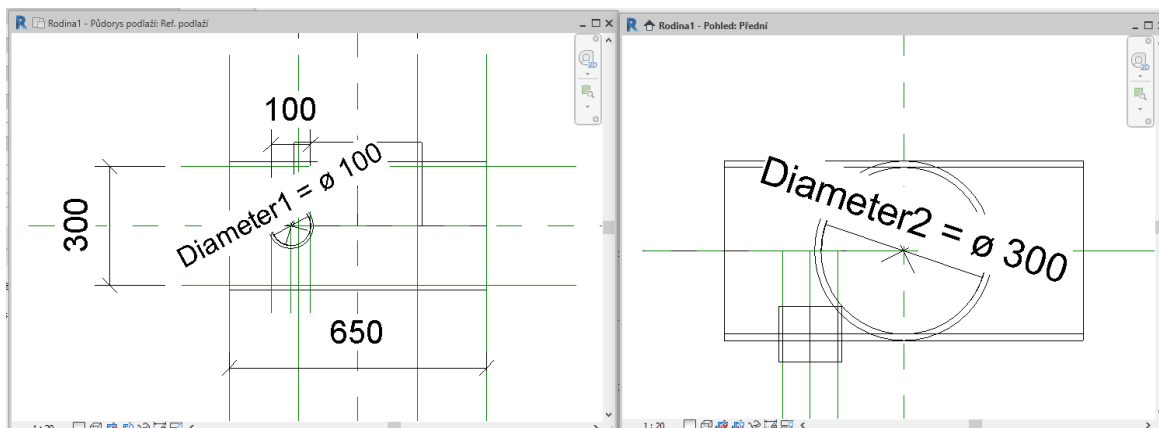 Rodina1 - Půdorys podlaží: Ref. podlaží
100
Diameter1 = ø 100
300
650
1 : 20
Rodina1 - Pohled: Přední
2D
Diameter2 = ø 300
1 : 20